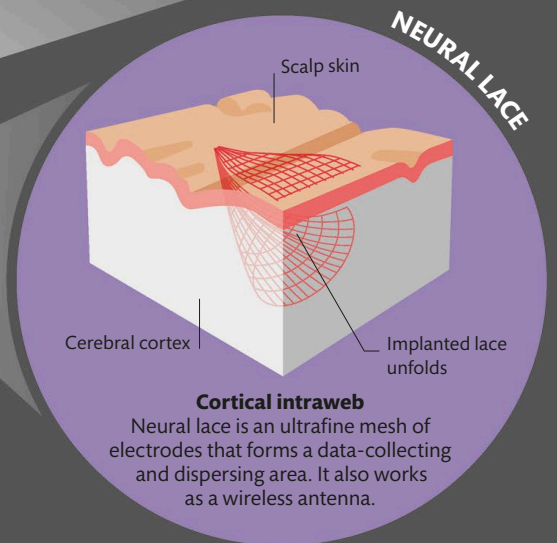 NEURAL LACE
Scalp skin
Cerebral cortex
Implanted lace
unfolds
Cortical intraweb
Neural lace is an ultrafine mesh of
electrodes that forms a data-collecting
and dispersing area. It also works
as a wireless antenna.